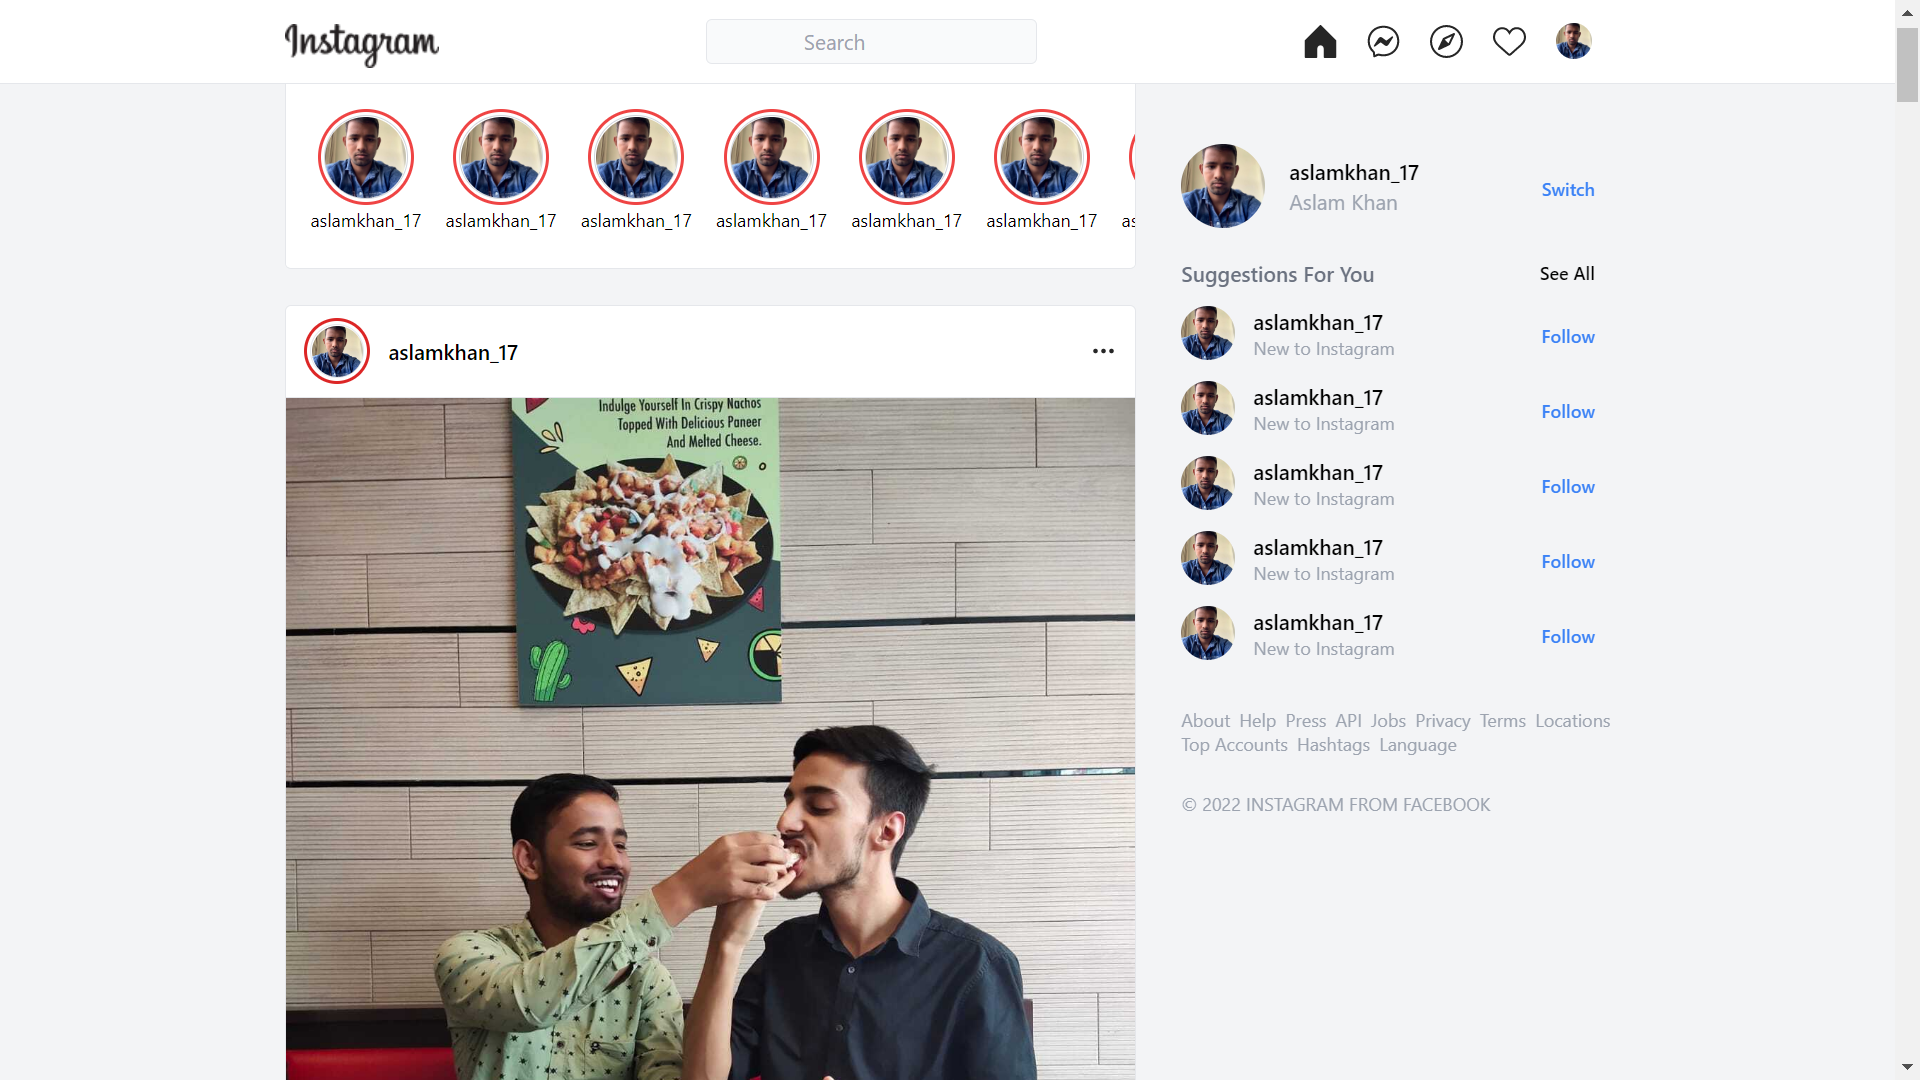 Instagram
Search
aslamkhan_17 aslamkhan_17 aslamkhan_17 aslamkhan_17 aslamkhan_17 aslamkhan_17 as
aslamkhan_17
Indulge Yourself In Crispy Nachos
Topped With Delicious Paneer
And Melted Cheese.
aslamkhan_17
Aslam Khan
Switch
Suggestions For You
See All
aslamkhan_17
New to Instagram
Follow
aslamkhan_17
New to Instagram
Follow
aslamkhan_17
New to Instagram
Follow
aslamkhan_17
New to Instagram
Follow
aslamkhan_17
New to Instagram
Follow
About Help Press API Jobs Privacy Terms Locations
Top Accounts Hashtags Language
© 2022 INSTAGRAM FROM FACEBOOK